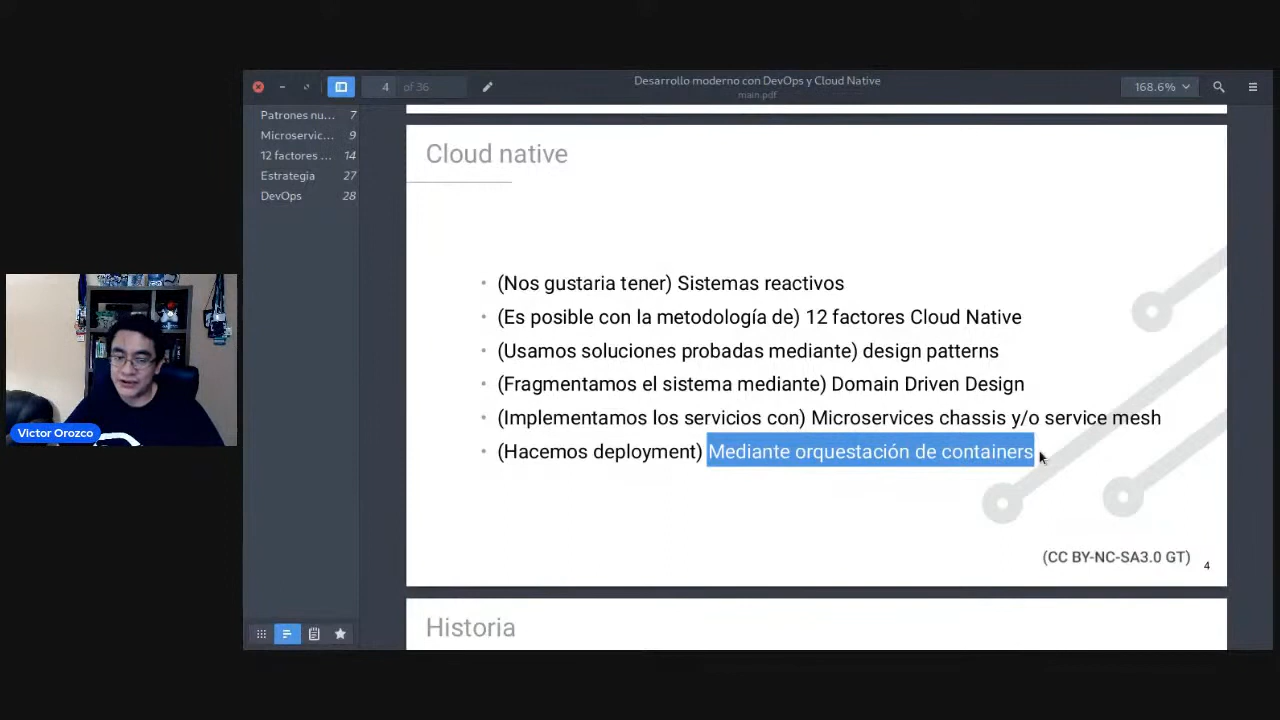 4 of 36
Desarrollo moderno con DevOps y Cloud Native
main.pdf
168.6%
Patrones nu... 7
Microservic... 9
12 factores ... 14
Estrategia 27
DevOps 28
Cloud native
• (Nos gustaria tener) Sistemas reactivos
• (Es posible con la metodología de) 12 factores Cloud Native
• (Usamos soluciones probadas mediante) design patterns
• (Fragmentamos el sistema mediante) Domain Driven Design
• (Implementamos los servicios con) Microservices chassis y/o service mesh
• (Hacemos deployment) Mediante orquestación de containers
(CC BY-NC-SA3.0 GT)
4
Historia
Victor Orozco